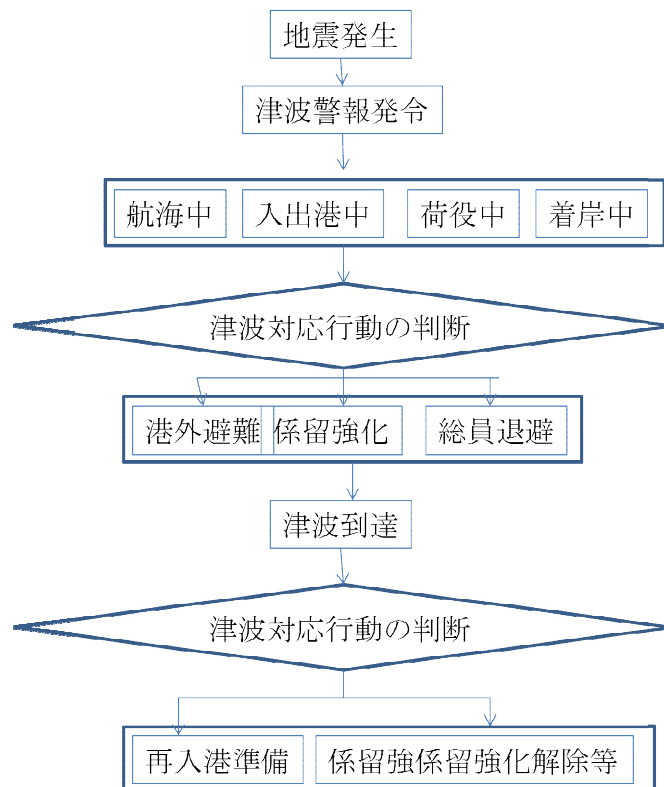 地震発生
津波警報発令
航海中 入出港中 荷役中 着岸中
津波対応行動の判断
港外避難 係留強化 総員退避
津波到達
津波対応行動の判断
再入港準備 係留強係留強化解除等